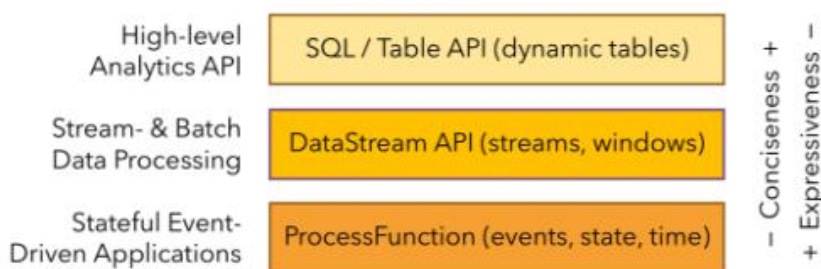 High-level
Analytics API
SQL / Table API (dynamic tables)
Stream- & Batch
Data Processing
DataStream API (streams, windows)
Stateful Event-
Driven Applications
ProcessFunction (events, state, time)
− Conciseness +
+ Expressiveness −